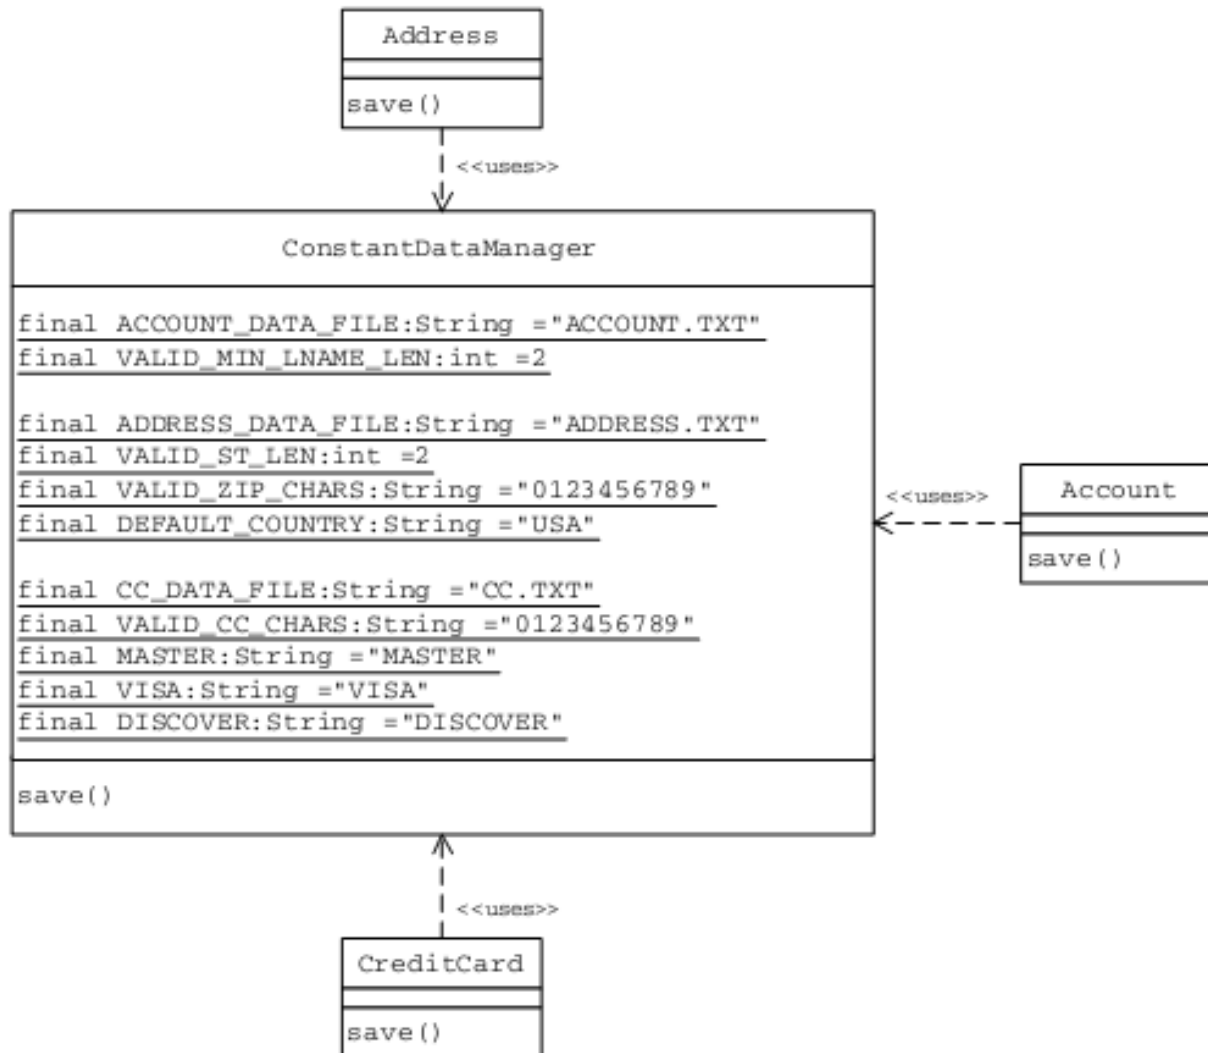 Address
save()
<<uses>>
ConstantDataManager
final ACCOUNT_DATA_FILE:String ="ACCOUNT.TXT"
final VALID_MIN_LNAME_LEN:int =2
final ADDRESS_DATA_FILE:String ="ADDRESS.TXT"
final VALID_ST_LEN:int =2
final VALID_ZIP_CHARS:String ="0123456789"
final DEFAULT_COUNTRY:String ="USA"
final CC_DATA_FILE:String ="CC.TXT"
final VALID_CC_CHARS:String ="0123456789"
final MASTER:String ="MASTER"
final VISA:String ="VISA"
final DISCOVER:String ="DISCOVER"
save()
<<uses>>
Account
save()
<<uses>>
CreditCard
save()